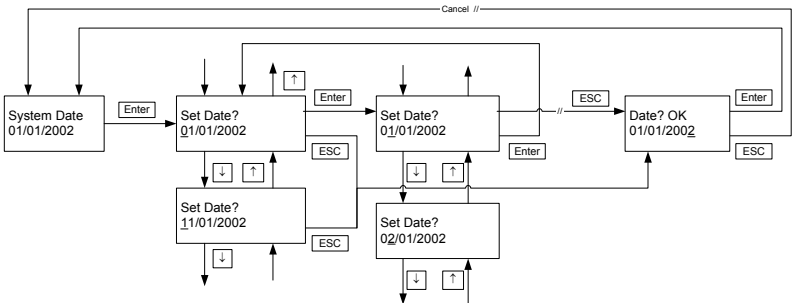 Cancel //
↑
System Date
01/01/2002
Enter
Set Date?
01/01/2002
Enter
Set Date?
01/01/2002
//
ESC
Date? OK
01/01/2002
Enter
ESC
Enter
ESC
↓ ↑
↓ ↑
Set Date?
11/01/2002
ESC
Set Date?
02/01/2002
↓
↓ ↑